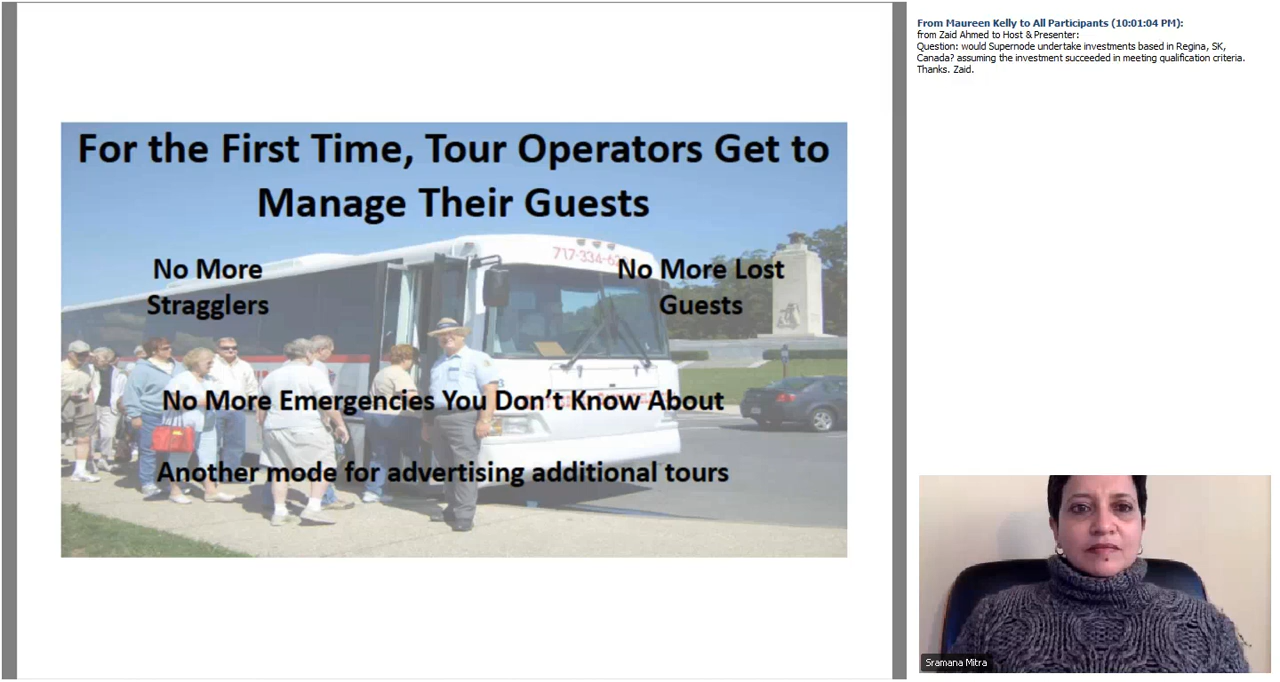 For the First Time, Tour Operators Get to
Manage Their Guests
No More
Stragglers
No More Lost
Guests
No More Emergencies You Don't Know About
Another mode for advertising additional tours
717-334-6
From Maureen Kelly to All Participants (10:01:04 PM):
from Zaid Ahmed to Host & Presenter:
Question: would Supernode undertake investments based in Regina, SK,
Canada? assuming the investment succeeded in meeting qualification criteria.
Thanks. Zaid.
Sramana Mitra